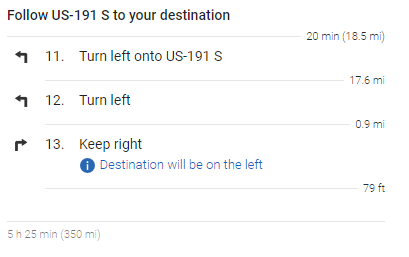 Follow US-191 S to your destination
20 min (18.5 mi)
11. Turn left onto US-191 S
17.6 mi
12. Turn left
0.9 mi
13. Keep right
Destination will be on the left
79 ft
5 h 25 min (350 mi)